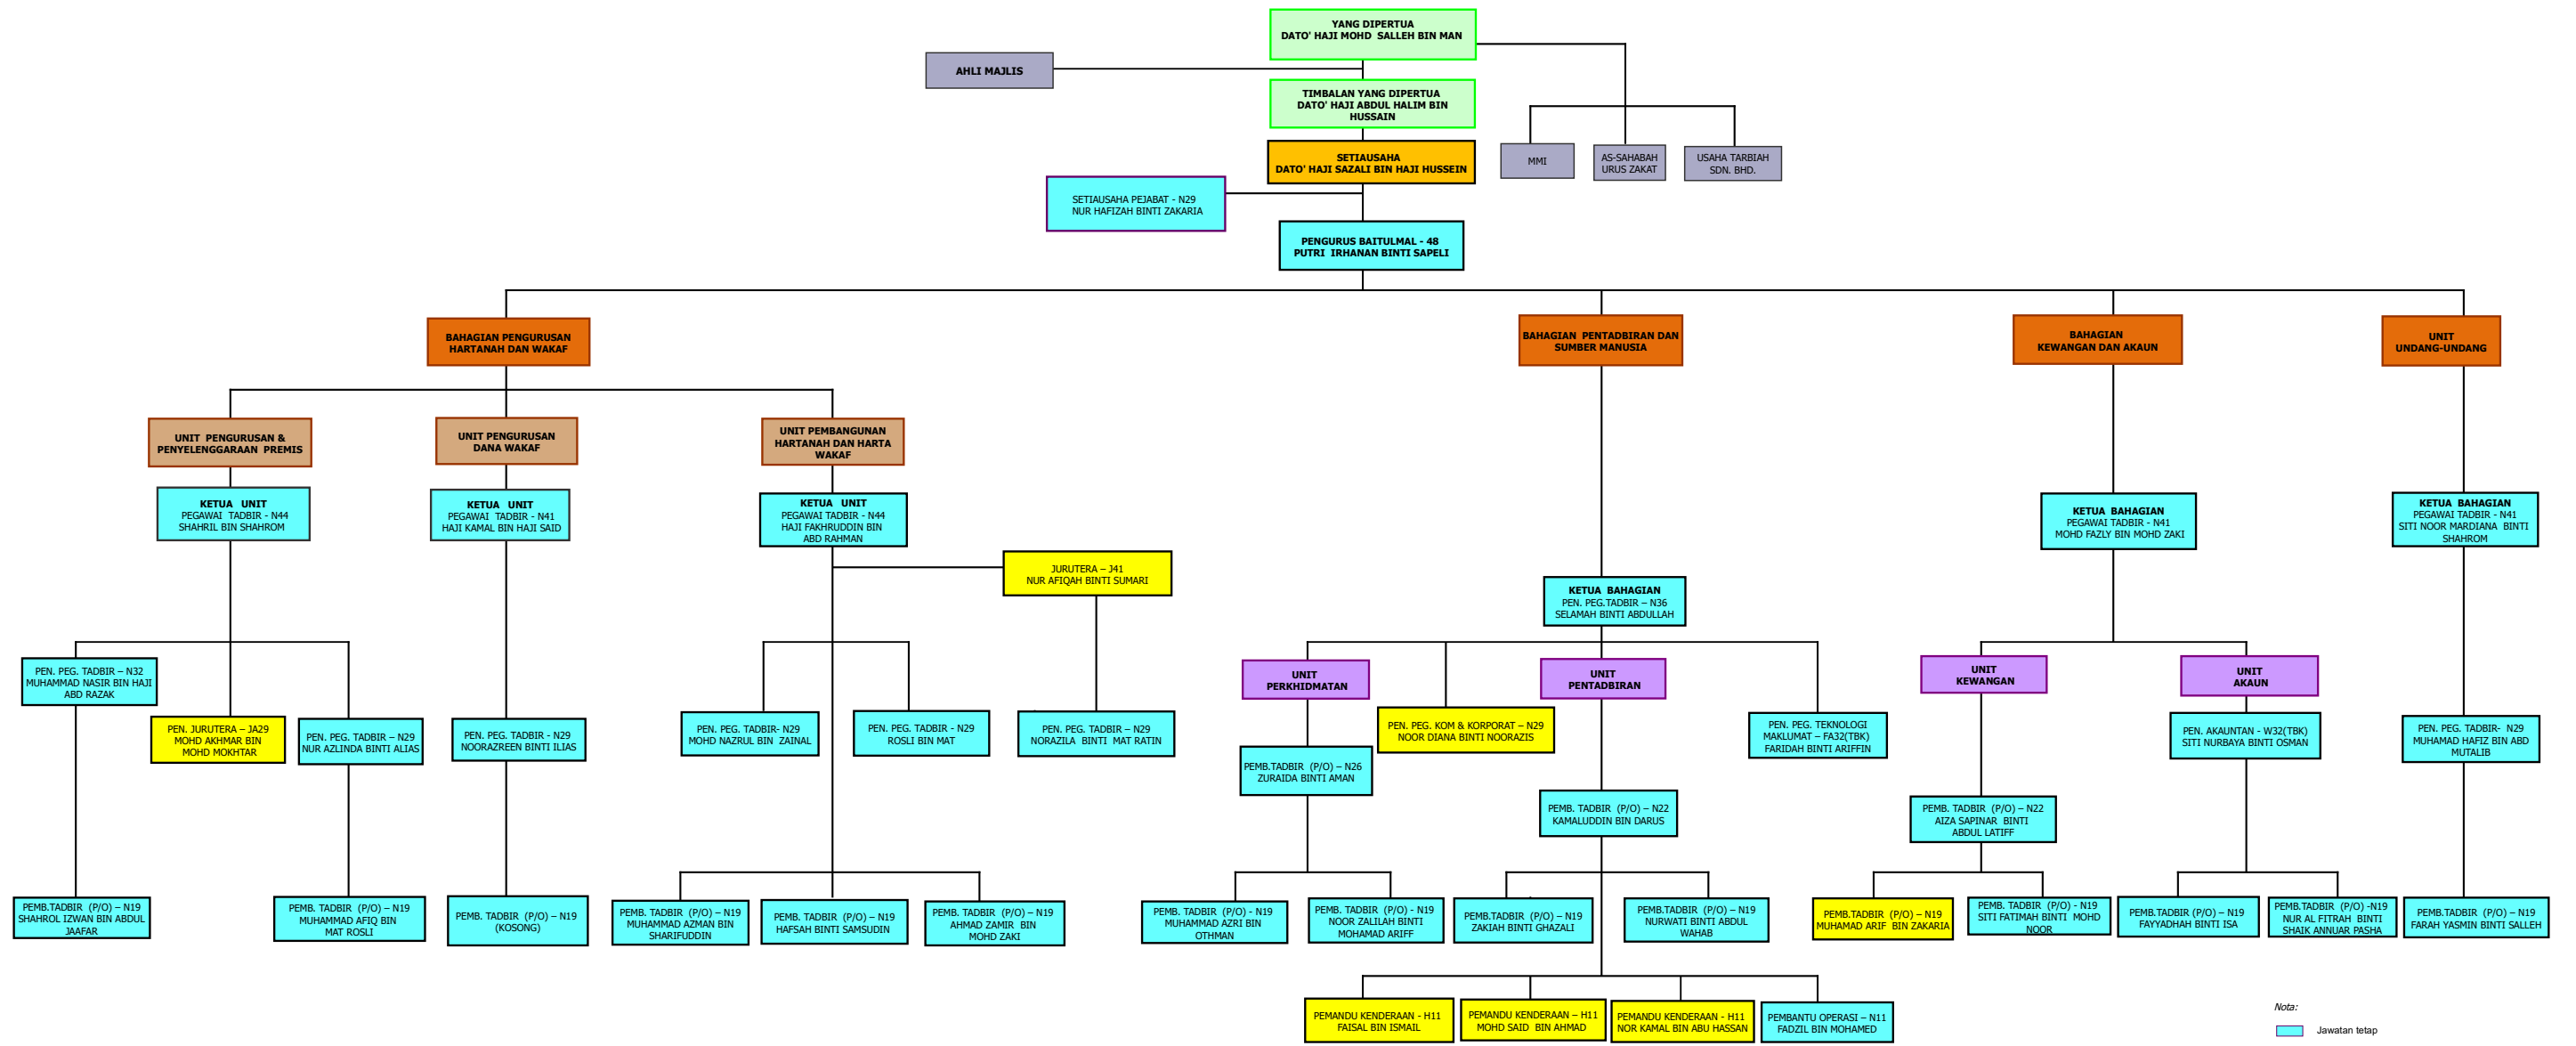 YANG DIPERTUA
DATO' HAJI MOHD SALLEH BIN MAN
AHLI MAJLIS
TIMBALAN YANG DIPERTUA
DATO' HAJI ABDUL HALIM BIN
HUSSAIN
SETIAUSAHA
DATO' HAJI SAZALI BIN HAJI HUSSEIN
MMI
AS-SAHABAH
URUS ZAKAT
USAHA TARBIAH
SDN. BHD.
SETIAUSAHA PEJABAT - N29
NUR HAFIZAH BINTI ZAKARIA
PENGURUS BAITULMAL - 48
PUTRI IRHANAN BINTI SAPELI
BAHAGIAN PENGURUSAN
HARTANAH DAN WAKAF
BAHAGIAN PENTADBIRAN DAN
SUMBER MANUSIA
BAHAGIAN
KEWANGAN DAN AKAUN
UNIT
UNDANG-UNDANG
UNIT PENGURUSAN &
PENYELENGGARAAN PREMIS
UNIT PENGURUSAN
DANA WAKAF
UNIT PEMBANGUNAN
HARTANAH DAN HARTA
WAKAF
KETUA UNIT
PEGAWAI TADBIR - N44
SHAHRIL BIN SHAHROM
KETUA UNIT
PEGAWAI TADBIR - N41
HAJI KAMAL BIN HAJI SAID
KETUA UNIT
PEGAWAI TADBIR - N44
HAJI FAKHRUDDIN BIN
ABD RAHMAN
KETUA BAHAGIAN
PEGAWAI TADBIR - N41
MOHD FAZLY BIN MOHD ZAKI
KETUA BAHAGIAN
PEGAWAI TADBIR - N41
SITI NOOR MARDIANA BINTI
SHAHROM
JURUTERA – J41
NUR AFIQAH BINTI SUMARI
KETUA BAHAGIAN
PEN. PEG.TADBIR – N36
SELAMAH BINTI ABDULLAH
PEN. PEG. TADBIR – N32
MUHAMMAD NASIR BIN HAJI
ABD RAZAK
UNIT
PERKHIDMATAN
UNIT
PENTADBIRAN
UNIT
KEWANGAN
UNIT
AKAUN
PEN. JURUTERA – JA29
MOHD AKHMAR BIN
MOHD MOKHTAR
PEN. PEG. TADBIR – N29
NUR AZLINDA BINTI ALIAS
PEN. PEG. TADBIR - N29
NOORAZREEN BINTI ILIAS
PEN. PEG. TADBIR- N29
MOHD NAZRUL BIN ZAINAL
PEN. PEG. TADBIR - N29
ROSLI BIN MAT
PEN. PEG. TADBIR – N29
NORAZILA BINTI MAT RATIN
PEN. PEG. KOM & KORPORAT – N29
NOOR DIANA BINTI NOORAZIS
PEN. PEG. TEKNOLOGI
MAKLUMAT – FA32(TBK)
FARIDAH BINTI ARIFFIN
PEN. AKAUNTAN - W32(TBK)
SITI NURBAYA BINTI OSMAN
PEN. PEG. TADBIR- N29
MUHAMAD HAFIZ BIN ABD
MUTALIB
PEMB.TADBIR (P/O) – N26
ZURAIDA BINTI AMAN
PEMB. TADBIR (P/O) – N22
KAMALUDDIN BIN DARUS
PEMB. TADBIR (P/O) – N22
AIZA SAPINAR BINTI
ABDUL LATIFF
PEMB.TADBIR (P/O) – N19
SHAHROL IZWAN BIN ABDUL
JAAFAR
PEMB. TADBIR (P/O) – N19
MUHAMMAD AFIQ BIN
MAT ROSLI
PEMB. TADBIR (P/O) – N19
(KOSONG)
PEMB. TADBIR (P/O) – N19
MUHAMMAD AZMAN BIN
SHARIFUDDIN
PEMB. TADBIR (P/O) – N19
HAFSAH BINTI SAMSUDIN
PEMB. TADBIR (P/O) – N19
AHMAD ZAMIR BIN
MOHD ZAKI
PEMB. TADBIR (P/O) - N19
MUHAMMAD AZRI BIN
OTHMAN
PEMB. TADBIR (P/O) - N19
NOOR ZALILAH BINTI
MOHAMAD ARIFF
PEMB.TADBIR (P/O) – N19
ZAKIAH BINTI GHAZALI
PEMB.TADBIR (P/O) – N19
NURWATI BINTI ABDUL
WAHAB
PEMB.TADBIR (P/O) – N19
MUHAMAD ARIF BIN ZAKARIA
PEMB. TADBIR (P/O) - N19
SITI FATIMAH BINTI MOHD
NOOR
PEMB.TADBIR (P/O) – N19
FAYYADHAH BINTI ISA
PEMB.TADBIR (P/O) -N19
NUR AL FITRAH BINTI
SHAIK ANNUAR PASHA
PEMB.TADBIR (P/O) – N19
FARAH YASMIN BINTI SALLEH
PEMANDU KENDERAAN - H11
FAISAL BIN ISMAIL
PEMANDU KENDERAAN – H11
MOHD SAID BIN AHMAD
PEMANDU KENDERAAN - H11
NOR KAMAL BIN ABU HASSAN
PEMBANTU OPERASI – N11
FADZIL BIN MOHAMED
Nota:
Jawatan tetap